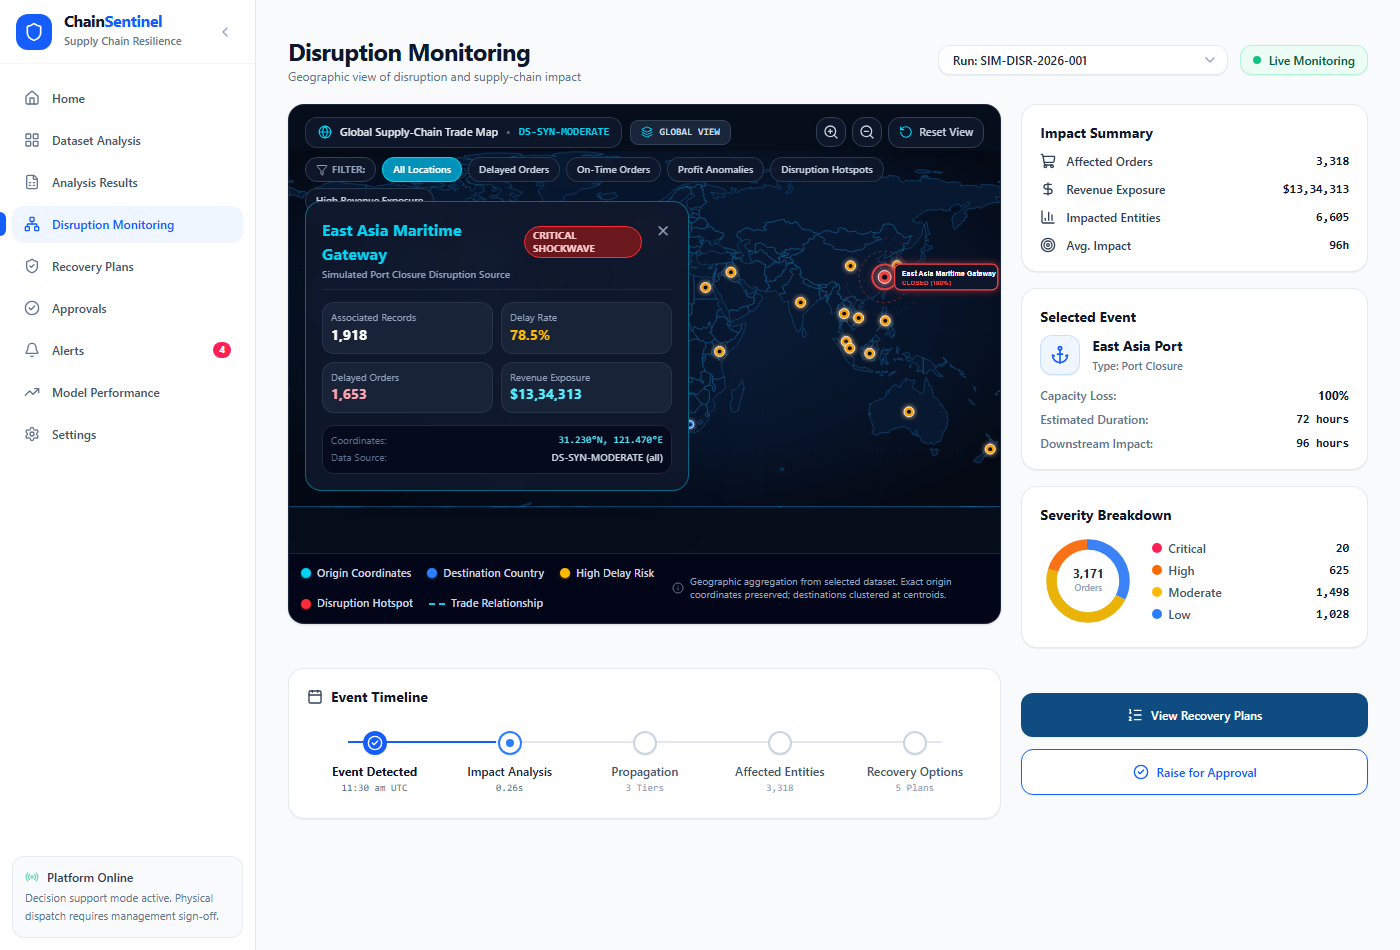 ChainSentinel
Supply Chain Resilience
Home
Dataset Analysis
Analysis Results
Disruption Monitoring
Recovery Plans
Approvals
Alerts
4
Model Performance
Settings
Platform Online
Decision support mode active. Physical
dispatch requires management sign-off.
Disruption Monitoring
Geographic view of disruption and supply-chain impact
Run: SIM-DISR-2026-001
Live Monitoring
Global Supply-Chain Trade Map • DS-SYN-MODERATE
GLOBAL VIEW
Reset View
FILTER:
All Locations
Delayed Orders
On-Time Orders
Profit Anomalies
Disruption Hotspots
High Revenue Exposure
East Asia Maritime
Gateway
CRITICAL
SHOCKWAVE
Simulated Port Closure Disruption Source
Associated Records
1,918
Delay Rate
78.5%
Delayed Orders
1,653
Revenue Exposure
$13,34,313
Coordinates:
31.230°N, 121.470°E
Data Source:
DS-SYN-MODERATE (all)
East Asia Maritime Gateway
CLOSED (100%)
Origin Coordinates
Destination Country
High Delay Risk
Disruption Hotspot
Trade Relationship
Geographic aggregation from selected dataset. Exact origin
coordinates preserved; destinations clustered at centroids.
Event Timeline
Event Detected
11:30 am UTC
Impact Analysis
0.26s
Propagation
3 Tiers
Affected Entities
3,318
Recovery Options
5 Plans
Impact Summary
Affected Orders
3,318
Revenue Exposure
$13,34,313
Impacted Entities
6,605
Avg. Impact
96h
Selected Event
East Asia Port
Type: Port Closure
Capacity Loss:
100%
Estimated Duration:
72 hours
Downstream Impact:
96 hours
Severity Breakdown
3,171
Orders
Critical
20
High
625
Moderate
1,498
Low
1,028
View Recovery Plans
Raise for Approval